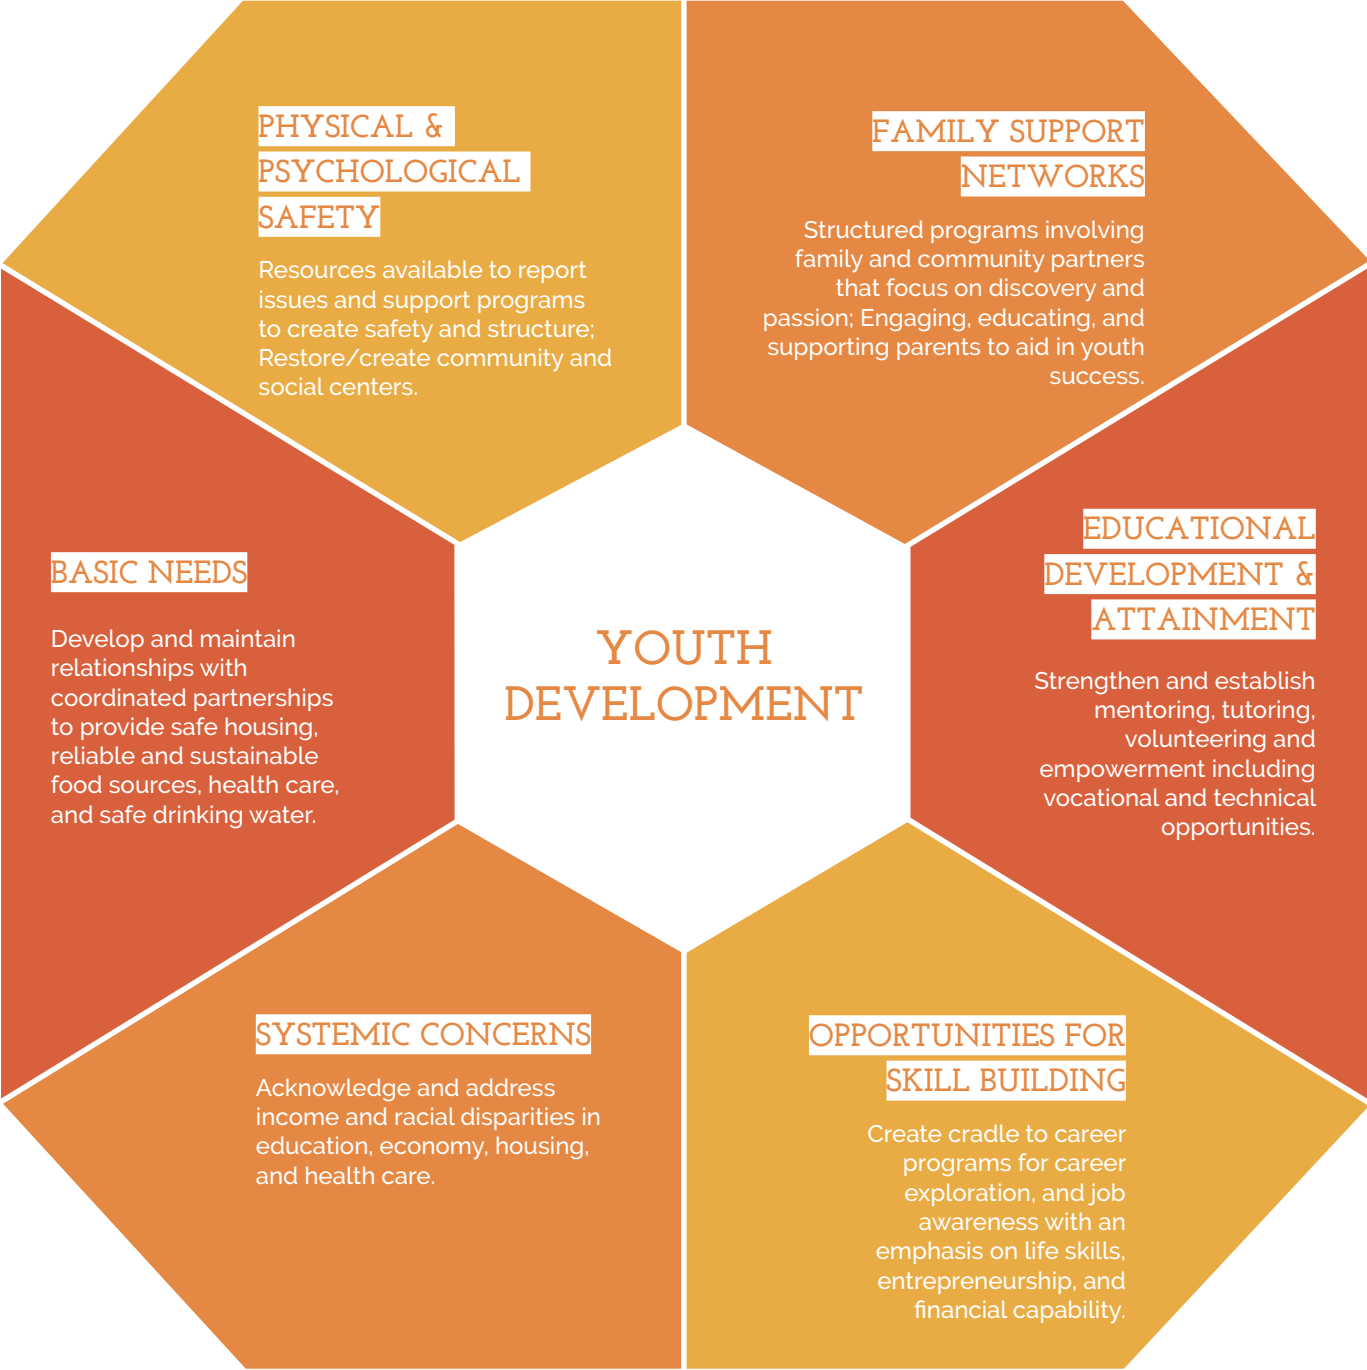 PHYSICAL &
PSYCHOLOGICAL
SAFETY
Resources available to report
issues and support programs
to create safety and structure;
Restore/create community and
social centers.
FAMILY SUPPORT
NETWORKS
Structured programs involving
family and community partners
that focus on discovery and
passion; Engaging, educating, and
supporting parents to aid in youth
success.
BASIC NEEDS
Develop and maintain
relationships with
coordinated partnerships
to provide safe housing,
reliable and sustainable
food sources, health care,
and safe drinking water.
YOUTH
DEVELOPMENT
EDUCATIONAL
DEVELOPMENT &
ATTAINMENT
Strengthen and establish
mentoring, tutoring,
volunteering and
empowerment including
vocational and technical
opportunities.
SYSTEMIC CONCERNS
Acknowledge and address
income and racial disparities in
education, economy, housing,
and health care.
OPPORTUNITIES FOR
SKILL BUILDING
Create cradle to career
programs for career
exploration, and job
awareness with an
emphasis on life skills,
entrepreneurship, and
financial capability.